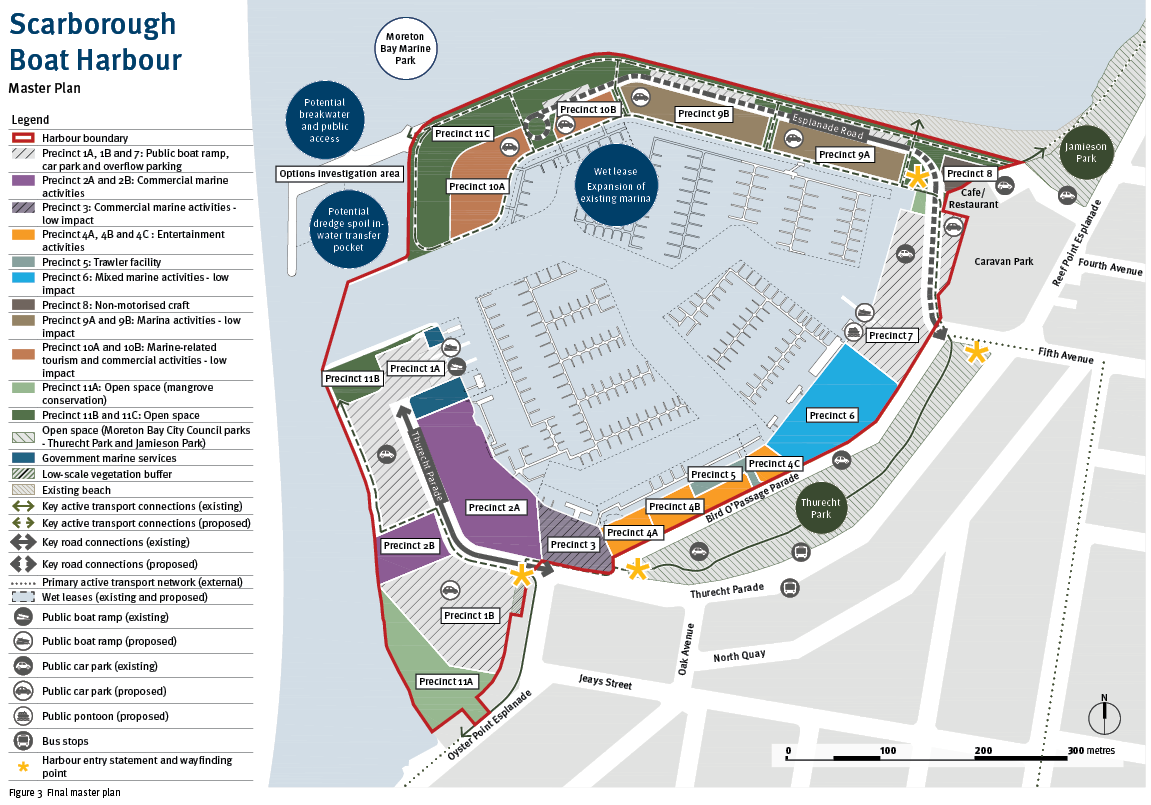 Scarborough
Boat Harbour
Master Plan
Legend
Harbour boundary
Precinct 1A, 1B and 7: Public boat ramp,
car park and overflow parking
Precinct 2A and 2B: Commercial marine
activities
Precinct 3: Commercial marine activities -
low impact
Precinct 4A, 4B and 4C : Entertainment
activities
Precinct 5: Trawler facility
Precinct 6: Mixed marine activities - low
impact
Precinct 8: Non-motorised craft
Precinct 9A and 9B: Marina activities - low
impact
Precinct 10A and 10B: Marine-related
tourism and commercial activities - low
impact
Precinct 11A: Open space (mangrove
conservation)
Precinct 11B and 11C: Open space
Open space (Moreton Bay City Council parks
- Thurecht Park and Jamieson Park)
Government marine services
Low-scale vegetation buffer
Existing beach
Key active transport connections (existing)
Key active transport connections (proposed)
Key road connections (existing)
Key road connections (proposed)
Primary active transport network (external)
Wet leases (existing and proposed)
Public boat ramp (existing)
Public boat ramp (proposed)
Public car park (existing)
Public car park (proposed)
Public pontoon (proposed)
Bus stops
Harbour entry statement and wayfinding
point
Figure 3 Final master plan
Moreton
Bay Marine
Park
Potential
breakwater
and public
access
Options investigation area
Potential
dredge spoil in-
water transfer
pocket
Precinct 11C
Precinct 10A
Precinct 10B
Precinct 9B
Esplanade Road
Precinct 9A
Wet lease
Expansion of
existing marina
Jamieson
Park
Precinct 8
Cafe/
Restaurant
Caravan Park
Reef Point Esplanade
Fourth Avenue
Fifth Avenue
Precinct 7
Precinct 6
Precinct 1A
Precinct 11B
Thurecht Parade
Precinct 2A
Precinct 2B
Precinct 3
Precinct 4A
Precinct 4B
Precinct 5
Precinct 4C
Bird O'Passage Parade
Thurecht
Park
Precinct 1B
Precinct 11A
Thurecht Parade
Oak Avenue
North Quay
Jeays Street
Oyster Point Esplanade
N
0
100
200
300 metres